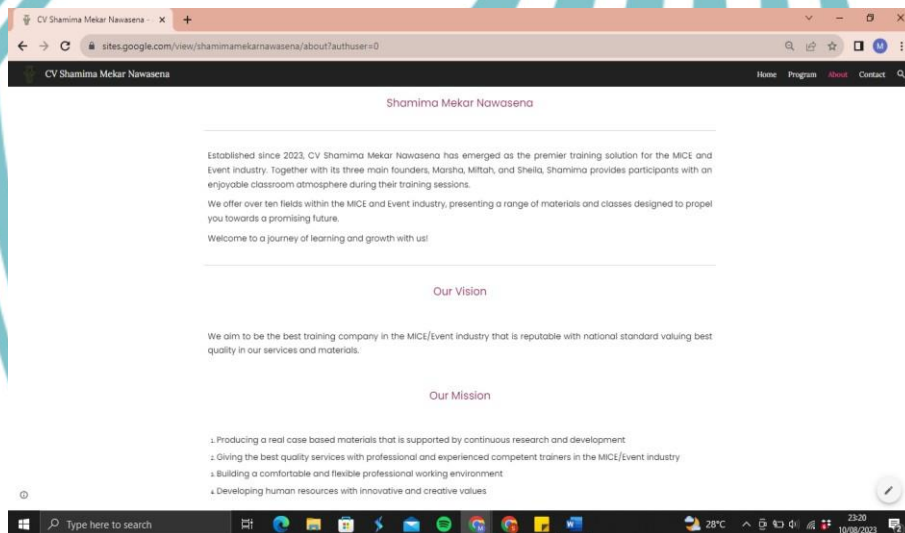 CV Shamima Mekar Nawasena -
sites.google.com/view/shamimamekarnawasena/about?authuser=0
M
CV Shamima Mekar Nawasena
Home Program About Contact
Shamima Mekar Nawasena
Established since 2023, CV Shamima Mekar Nawasena has emerged as the premier training solution for the MICE and
Event industry. Together with its three main founders, Marsha, Miftah, and Sheila, Shamima provides participants with an
enjoyable classroom atmosphere during their training sessions.
We offer over ten fields within the MICE and Event industry, presenting a range of materials and classes designed to propel
you towards a promising future.
Welcome to a journey of learning and growth with us!
Our Vision
We aim to be the best training company in the MICE/Event industry that is reputable with national standard valuing best
quality in our services and materials.
Our Mission
1. Producing a real case based materials that is supported by continuous research and development
2. Giving the best quality services with professional and experienced competent trainers in the MICE/Event industry
3. Building a comfortable and flexible professional working environment
4. Developing human resources with innovative and creative values
Type here to search
28°C
23:20
10/08/2023
2